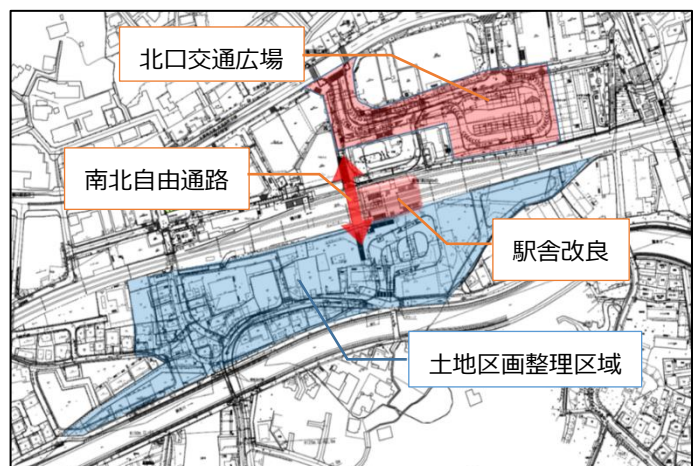 北口交通広場
南北自由通路
駅舎改良
土地区画整理区域